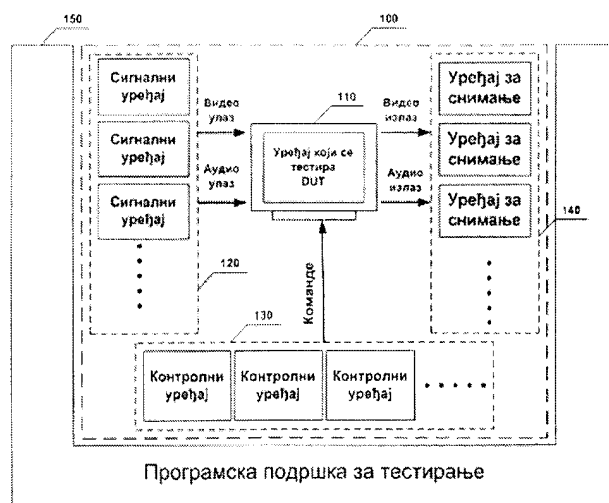 150
100
Сигнални
уређај
Сигнални
уређај
Сигнални
уређај
120
Видео
улаз
Аудио
улаз
110
Уређај који се
тестира
DUT
Видео
излаз
Аудио
излаз
Уређај за
снимање
Уређај за
снимање
Уређај за
снимање
140
Команде
130
Контролни
уређај
Контролни
уређај
Контролни
уређај
Програмска подршка за тестирање